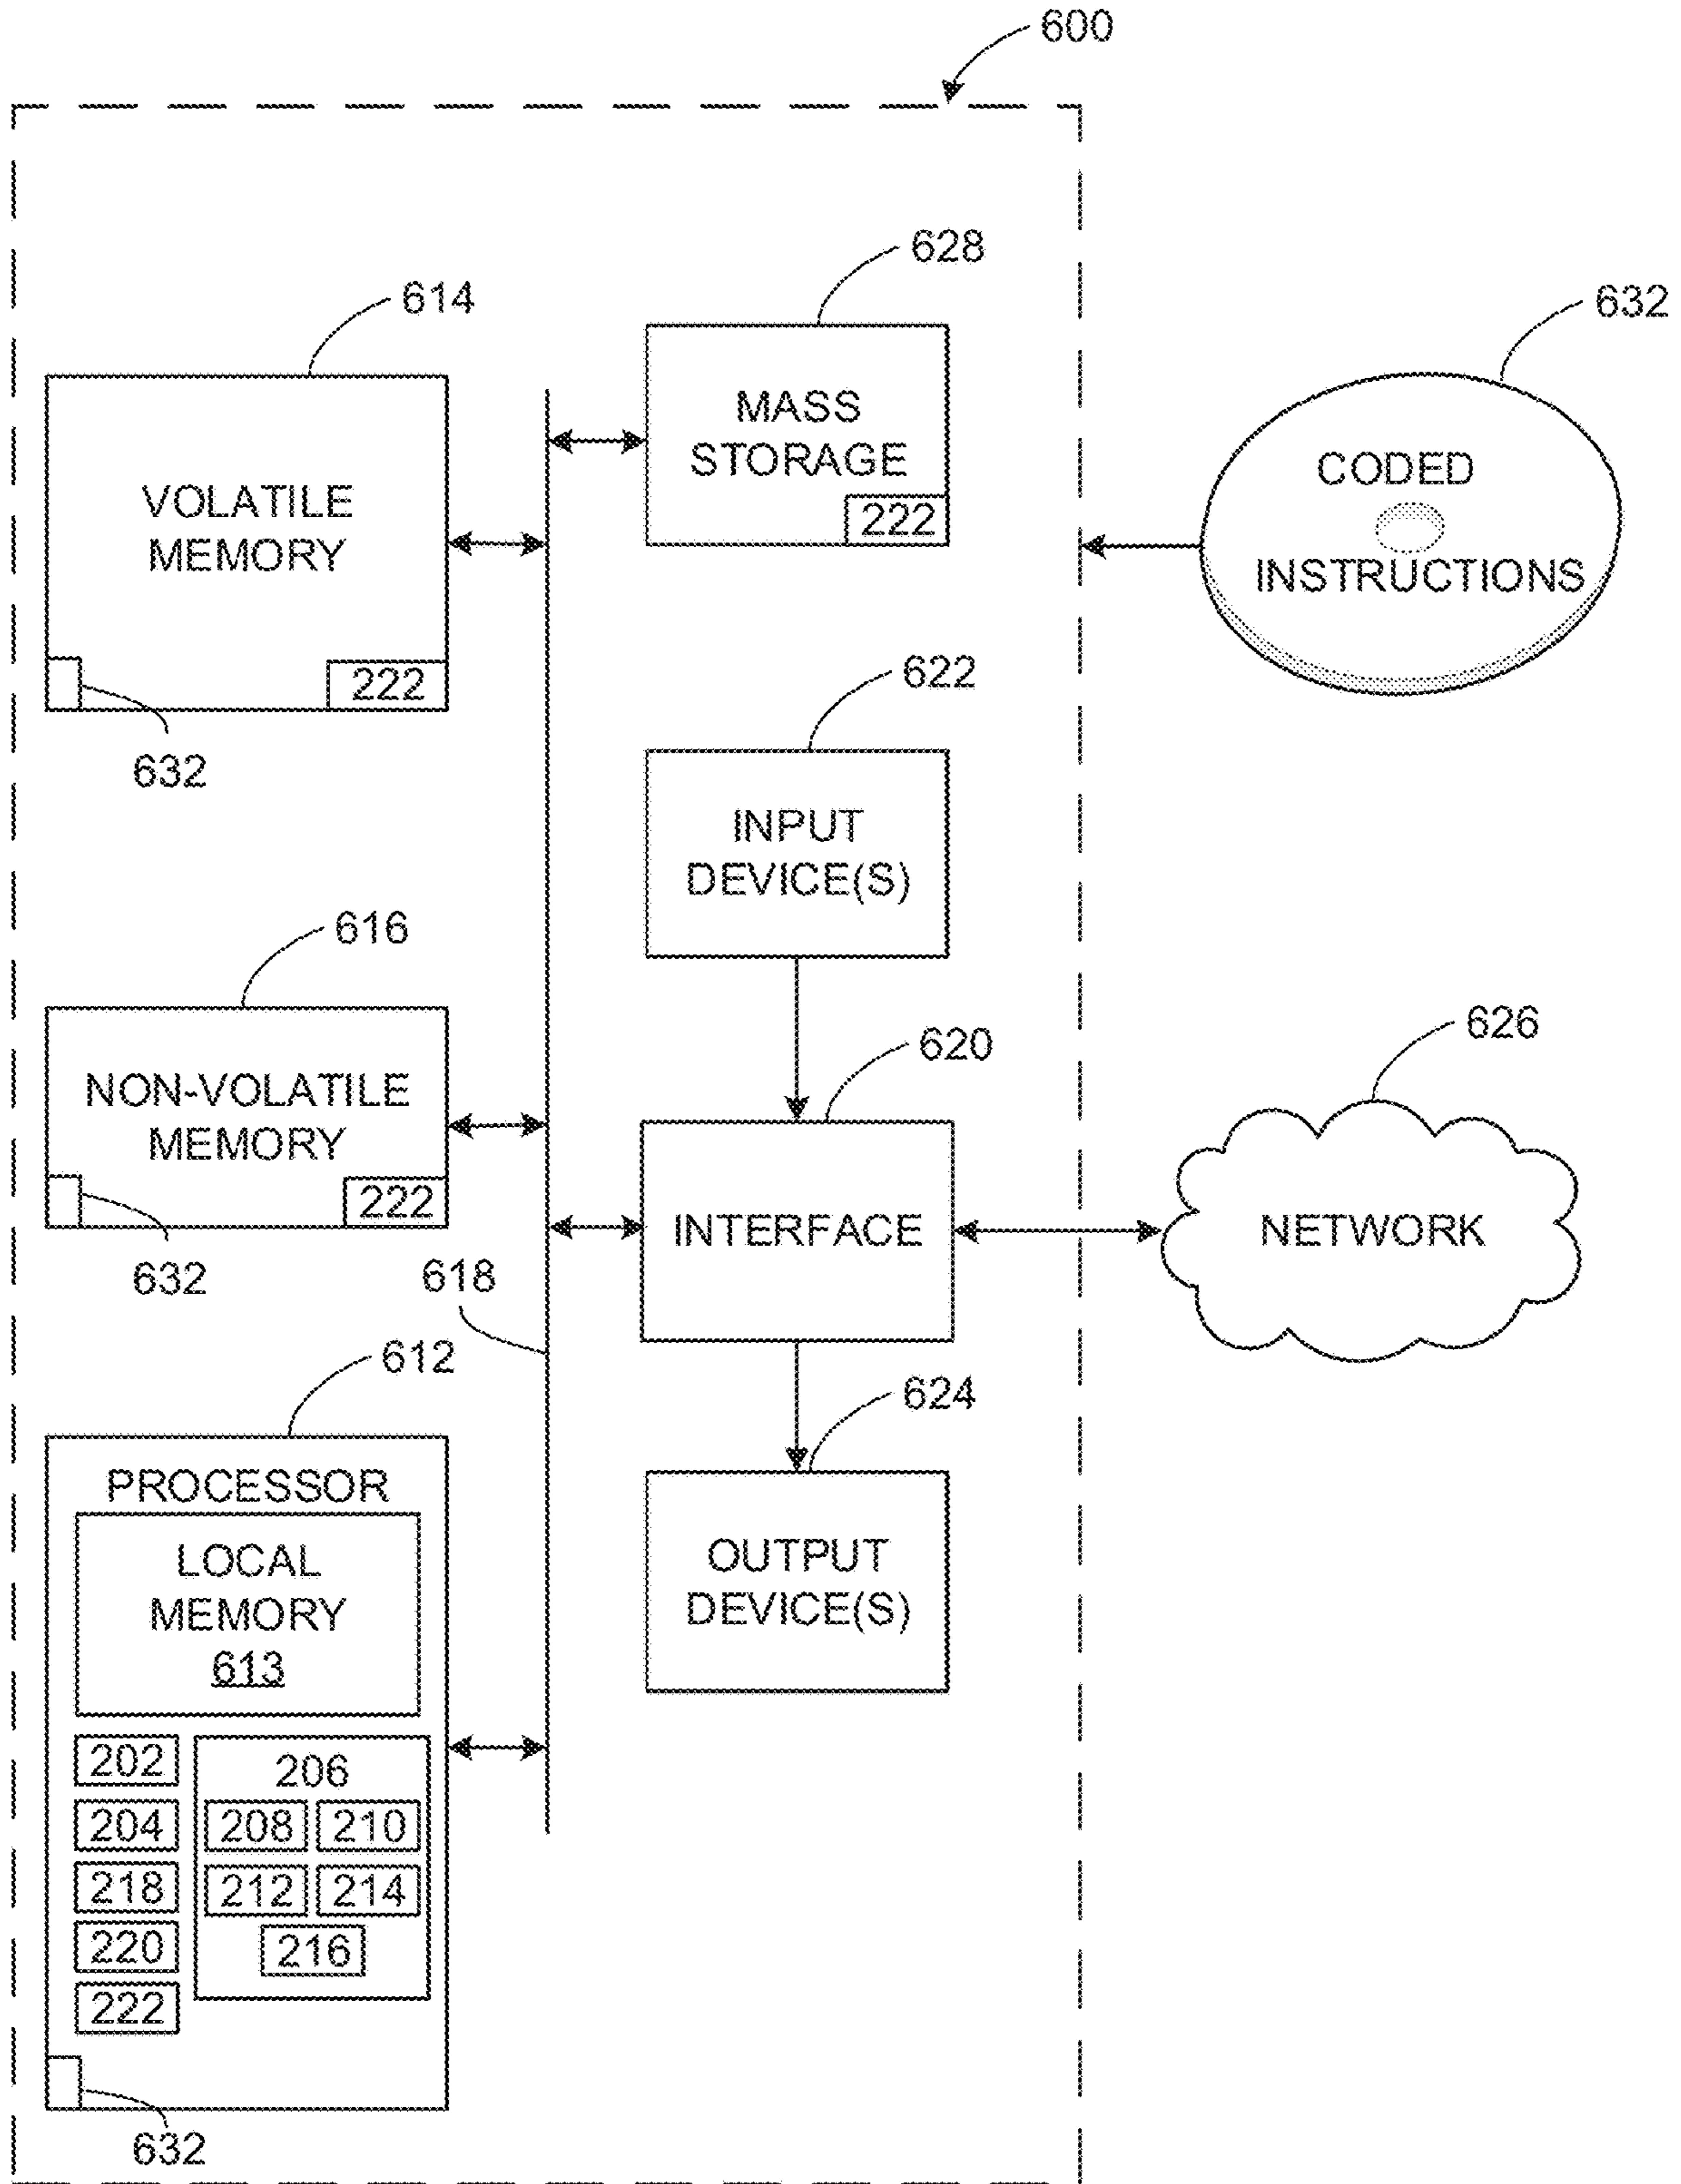 600
628
614
632
MASS
STORAGE
222
VOLATILE
MEMORY
222
632
CODED
INSTRUCTIONS
622
INPUT
DEVICE(S)
616
NON-VOLATILE
MEMORY
222
632
620
INTERFACE
626
NETWORK
618
612
PROCESSOR
LOCAL
MEMORY
613
202
204
218
220
222
206
208 210
212 214
216
632
624
OUTPUT
DEVICE(S)